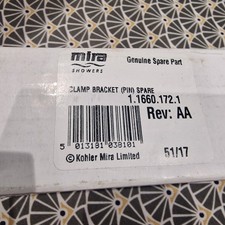 mira
SHOWERS
Genuine Spare Part
CLAMP BRACKET (PIN) SPARE
1.1660.172.1
Rev: AA
5 013181 038101
© Kohler Mira Limited
51/17